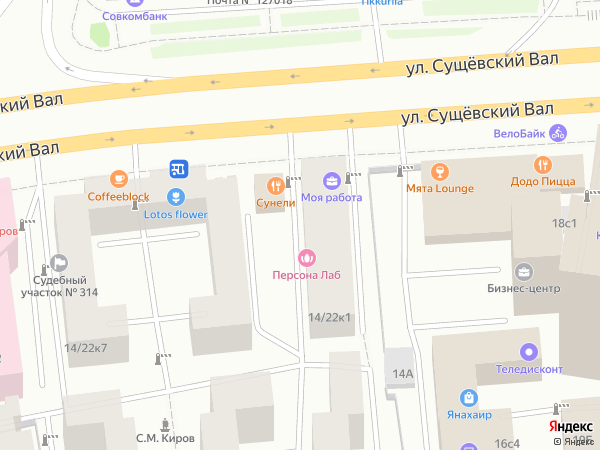 Совкомбанк
Почта № 127018
Tikkurila
ул. Сущёвский Вал
ский Вал
ул. Сущёвский Вал
ский Вал
ВелоБайк
Coffeeblock
Lotos flower
Сунели
Моя работа
Мята Lounge
Додо Пицца
18с1
ров
Судебный
участок № 314
Персона Лаб
Бизнес-центр
14/22к1
14/22к7
Теледисконт
14А
Янахаир
С.М. Киров
16с4
Яндекс